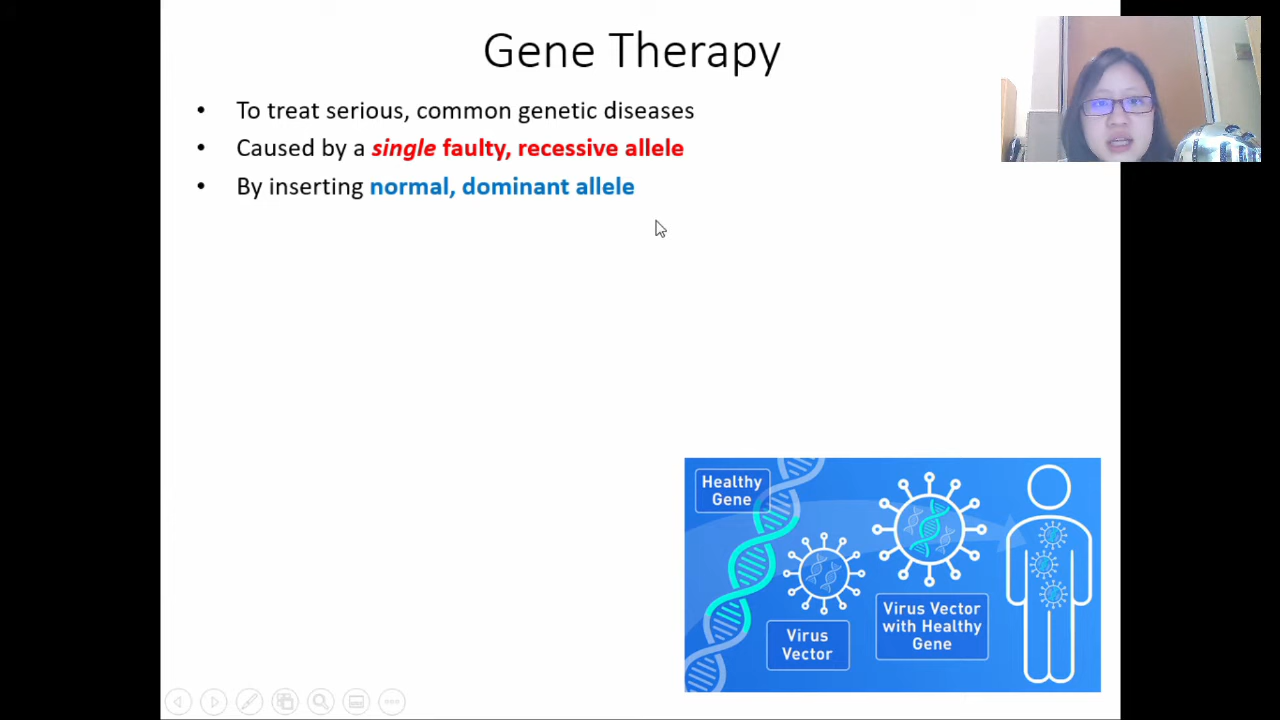 Gene Therapy
• To treat serious, common genetic diseases
• Caused by a single faulty, recessive allele
• By inserting normal, dominant allele
Healthy
Gene
Virus
Vector
Virus Vector
with Healthy
Gene